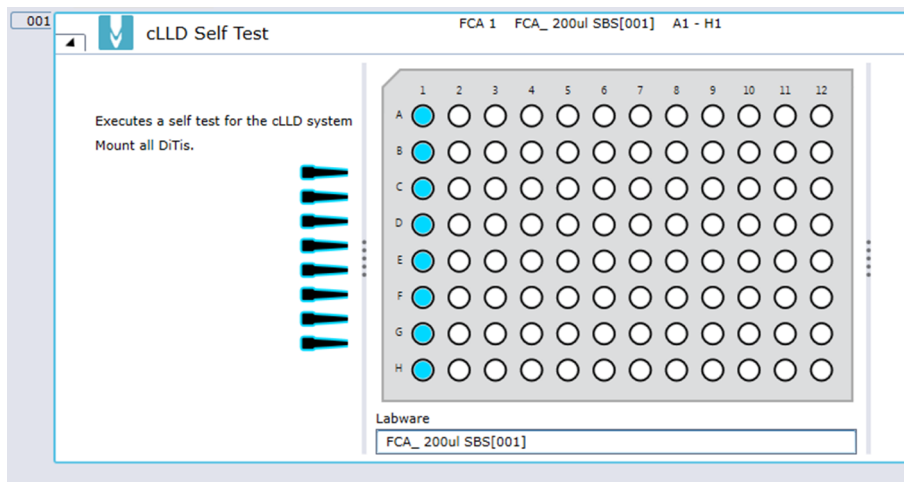 001
cLLD Self Test
FCA 1 FCA_ 200ul SBS[001] A1 - H1
Executes a self test for the cLLD system
Mount all DiTis.
1 2 3 4 5 6 7 8 9 10 11 12
A
B
C
D
E
F
G
H
Labware
FCA_ 200ul SBS[001]